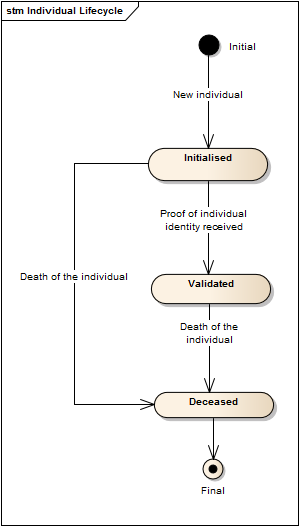 stm Individual Lifecycle
Initial
New individual
Initialised
Proof of individual
identity received
Death of the individual
Validated
Death of the
individual
Deceased
Final